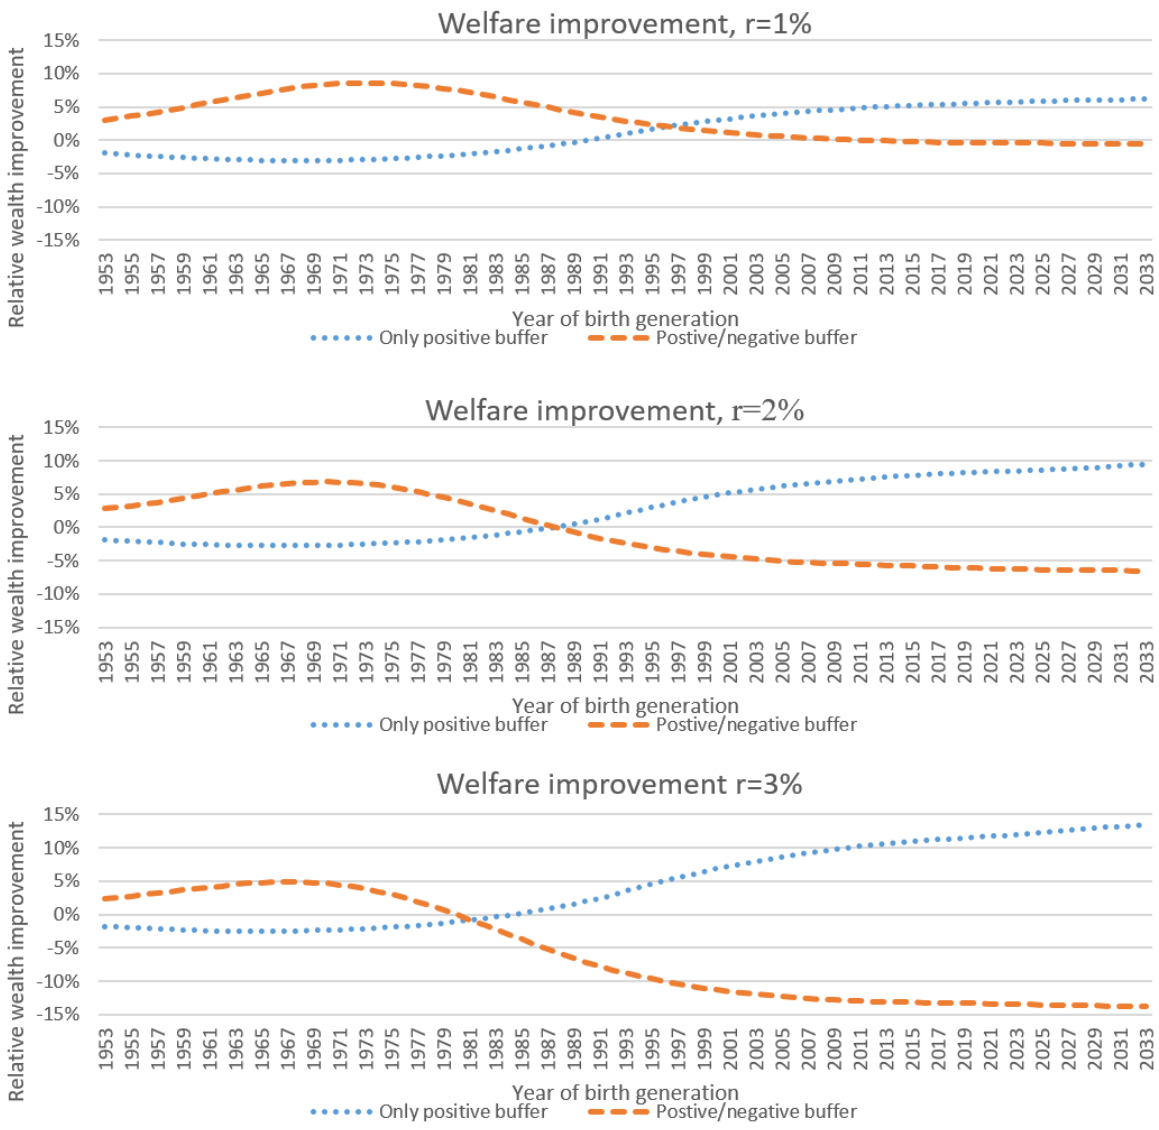 Welfare improvement, r=1%
Relative wealth improvement
15%
10%
5%
0%
-5%
-10%
-15%
1953 1955 1957 1959 1961 1963 1965 1967 1969 1971 1973 1975 1977 1979 1981 1983 1985 1987 1989 1991 1993 1995 1997 1999 2001 2003 2005 2007 2009 2011 2013 2015 2017 2019 2021 2023 2025 2027 2029 2031 2033
Year of birth generation
Only positive buffer Postive/negative buffer
Welfare improvement, r=2%
Relative wealth improvement
15%
10%
5%
0%
-5%
-10%
-15%
1953 1955 1957 1959 1961 1963 1965 1967 1969 1971 1973 1975 1977 1979 1981 1983 1985 1987 1989 1991 1993 1995 1997 1999 2001 2003 2005 2007 2009 2011 2013 2015 2017 2019 2021 2023 2025 2027 2029 2031 2033
Year of birth generation
Only positive buffer Postive/negative buffer
Welfare improvement r=3%
Relative wealth improvement
15%
10%
5%
0%
-5%
-10%
-15%
1953 1955 1957 1959 1961 1963 1965 1967 1969 1971 1973 1975 1977 1979 1981 1983 1985 1987 1989 1991 1993 1995 1997 1999 2001 2003 2005 2007 2009 2011 2013 2015 2017 2019 2021 2023 2025 2027 2029 2031 2033
Year of birth generation
Only positive buffer Postive/negative buffer